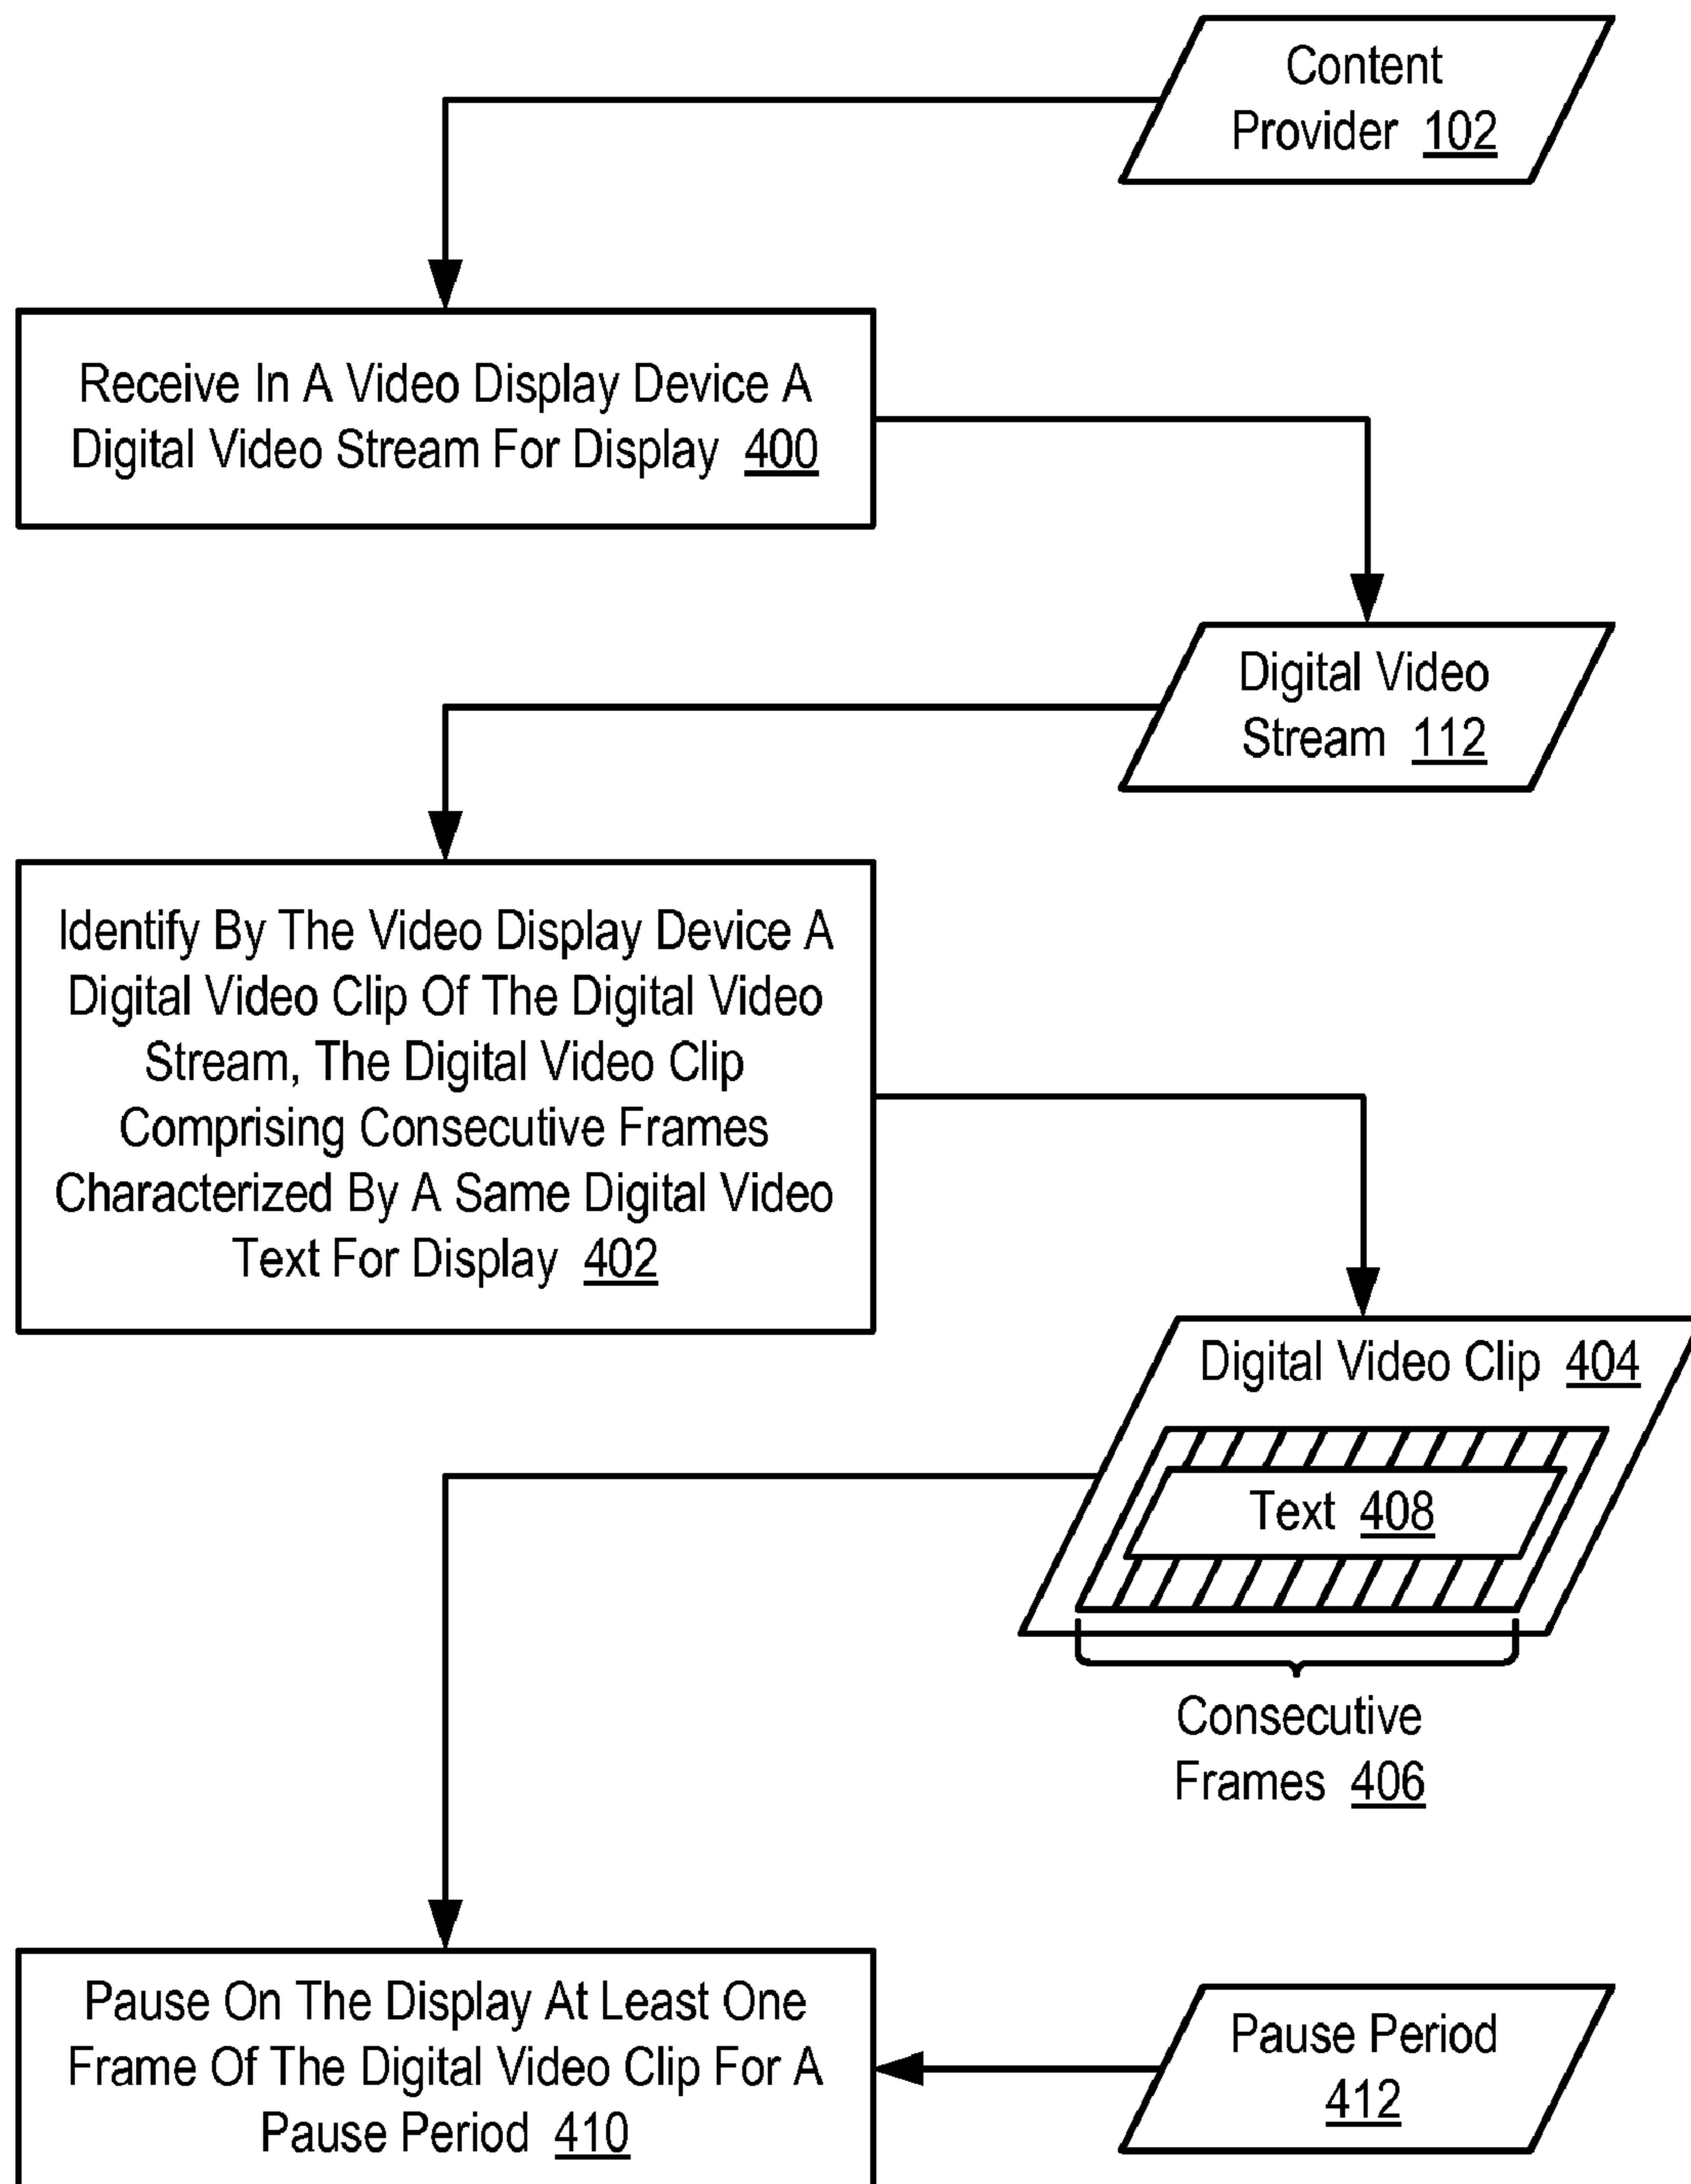 Content
Provider 102
Receive In A Video Display Device A
Digital Video Stream For Display 400
Digital Video
Stream 112
Identify By The Video Display Device A
Digital Video Clip Of The Digital Video
Stream, The Digital Video Clip
Comprising Consecutive Frames
Characterized By A Same Digital Video
Text For Display 402
Digital Video Clip 404
Text 408
Consecutive
Frames 406
Pause On The Display At Least One
Frame Of The Digital Video Clip For A
Pause Period 410
Pause Period
412